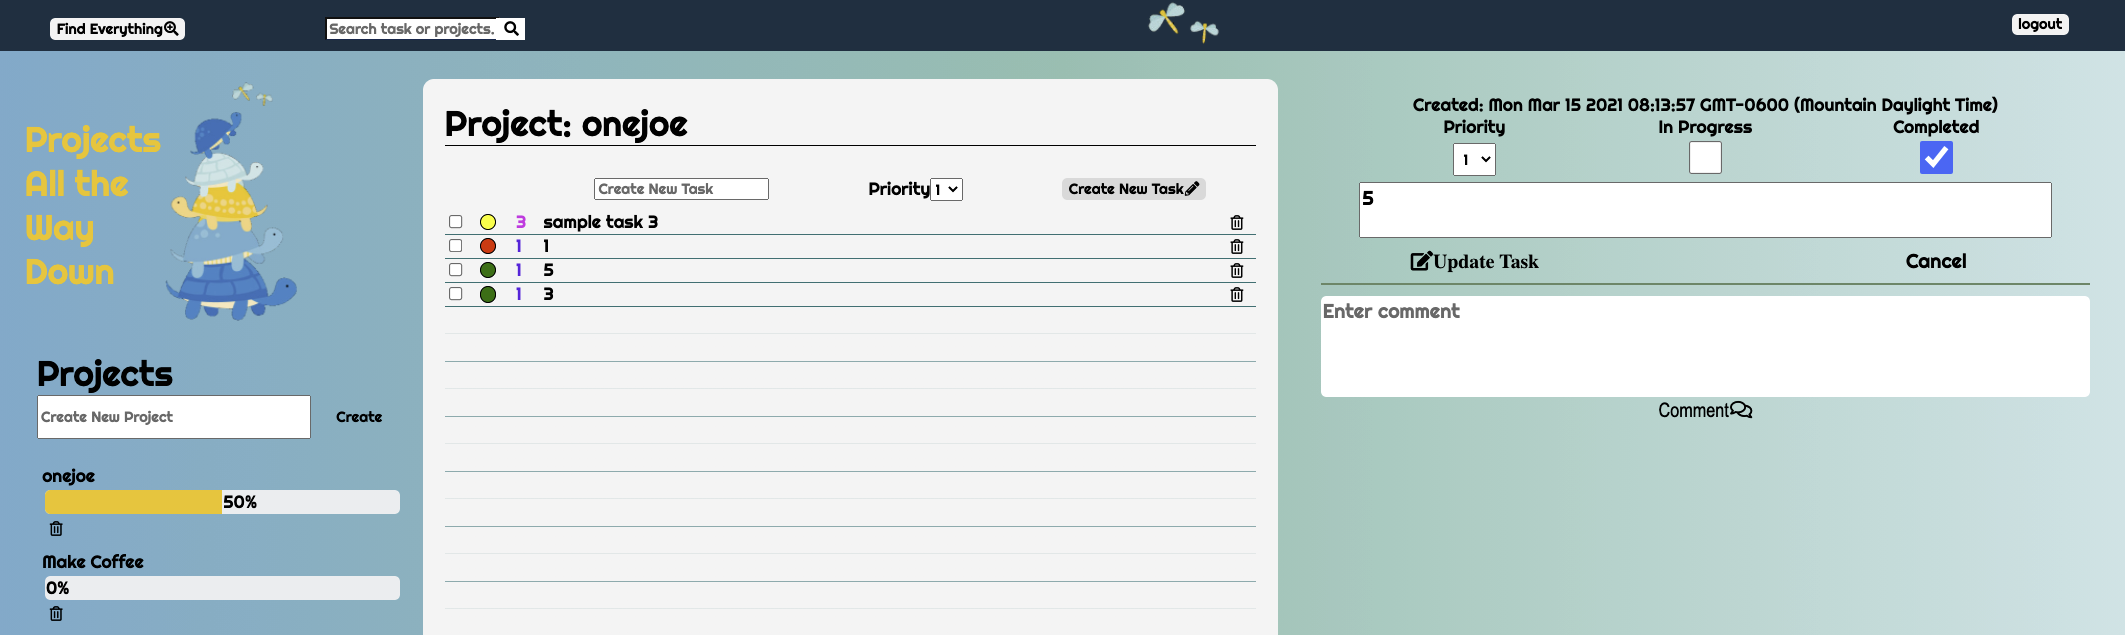 Find Everything
Search task or projects.
logout
Projects
All the
Way
Down
Projects
Create New Project
Create
onejoe
50%
Make Coffee
0%
Project: onejoe
Create New Task
Priority 1
Create New Task
3 sample task 3
1 1
1 5
1 3
Created: Mon Mar 15 2021 08:13:57 GMT-0600 (Mountain Daylight Time)
Priority In Progress Completed
1
5
Update Task Cancel
Enter comment
Comment